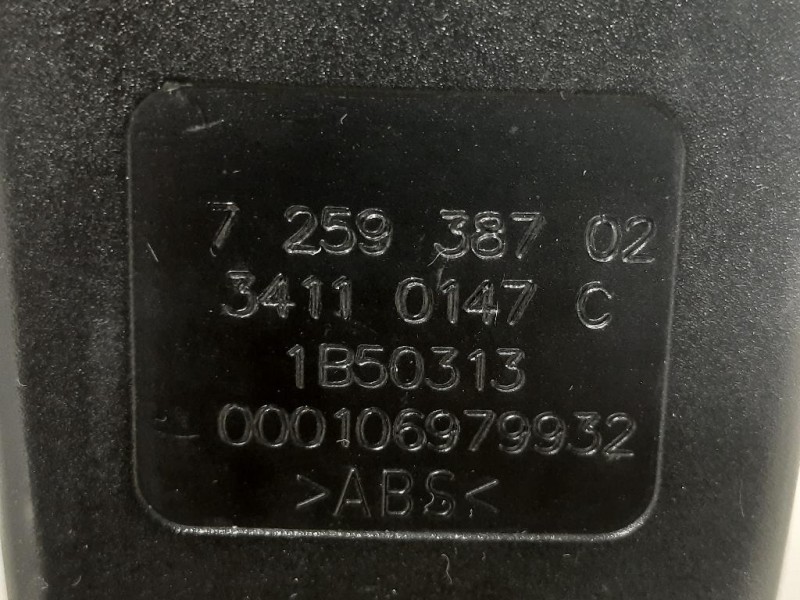 7 259 387 02
3411 0147 C
1B50313
000106979932
>ABS<